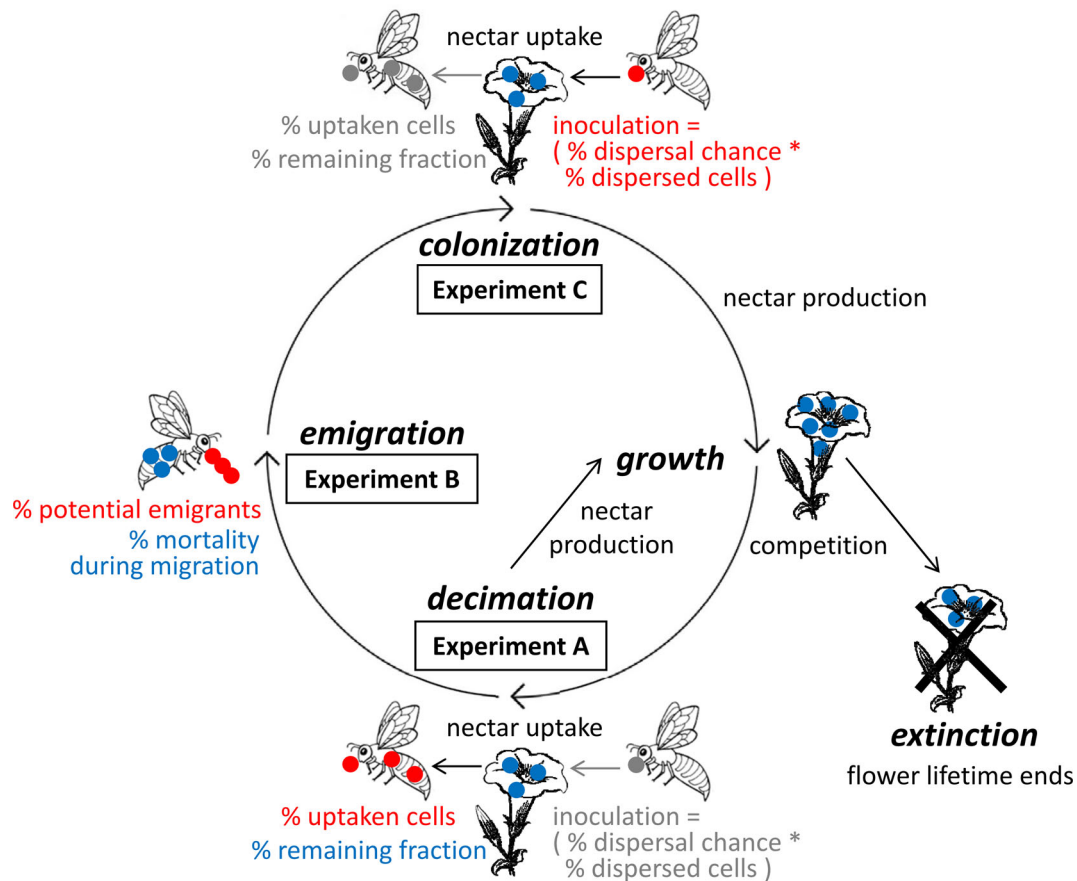 nectar uptake
% uptaken cells
% remaining fraction
inoculation =
( % dispersal chance *
% dispersed cells )
colonization
Experiment C
nectar production
emigration
Experiment B
growth
% potential emigrants
% mortality
during migration
nectar
production
competition
decimation
Experiment A
nectar uptake
% uptaken cells
% remaining fraction
inoculation =
( % dispersal chance *
% dispersed cells )
extinction
flower lifetime ends